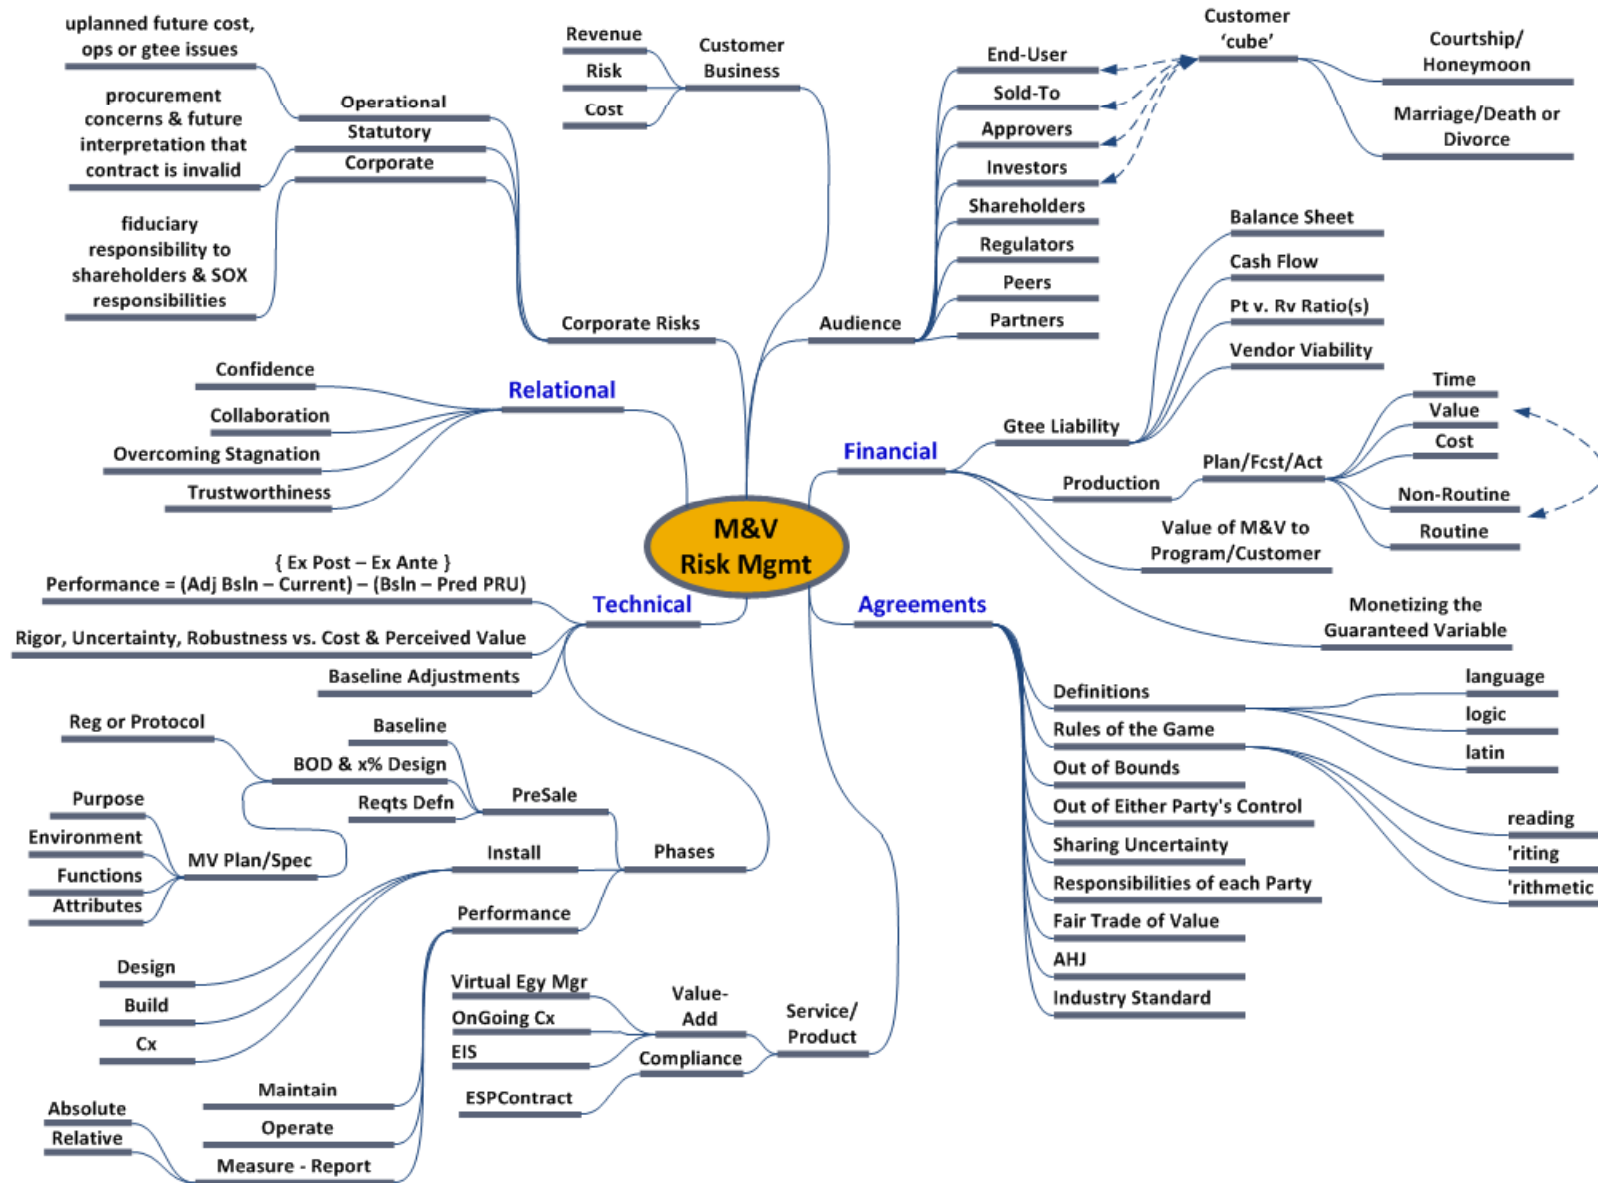 uplanned future cost,
ops or gtee issues
procurement
concerns & future
interpretation that
contract is invalid
fiduciary
responsibility to
shareholders & SOX
responsibilities
Operational
Statutory
Corporate
Corporate Risks
Revenue
Risk
Cost
Customer
Business
End-User
Sold-To
Approvers
Investors
Shareholders
Regulators
Peers
Partners
Audience
Customer
‘cube’
Courtship/
Honeymoon
Marriage/Death or
Divorce
Confidence
Collaboration
Overcoming Stagnation
Trustworthiness
Relational
Balance Sheet
Cash Flow
Pt v. Rv Ratio(s)
Vendor Viability
Gtee Liability
Financial
Production
Plan/Fcst/Act
Time
Value
Cost
Non-Routine
Routine
Value of M&V to
Program/Customer
Monetizing the
Guaranteed Variable
M&V
Risk Mgmt
{ Ex Post – Ex Ante }
Performance = (Adj Bsln – Current) – (Bsln – Pred PRU)
Rigor, Uncertainty, Robustness vs. Cost & Perceived Value
Baseline Adjustments
Technical
Agreements
Definitions
Rules of the Game
Out of Bounds
Out of Either Party's Control
Sharing Uncertainty
Responsibilities of each Party
Fair Trade of Value
AHJ
Industry Standard
language
logic
latin
reading
'riting
'rithmetic
Reg or Protocol
Baseline
BOD & x% Design
Reqts Defn
PreSale
Purpose
Environment
Functions
Attributes
MV Plan/Spec
Install
Phases
Performance
Design
Build
Cx
Maintain
Operate
Measure - Report
Absolute
Relative
Virtual Egy Mgr
OnGoing Cx
EIS
Value-
Add
Compliance
ESPContract
Service/
Product